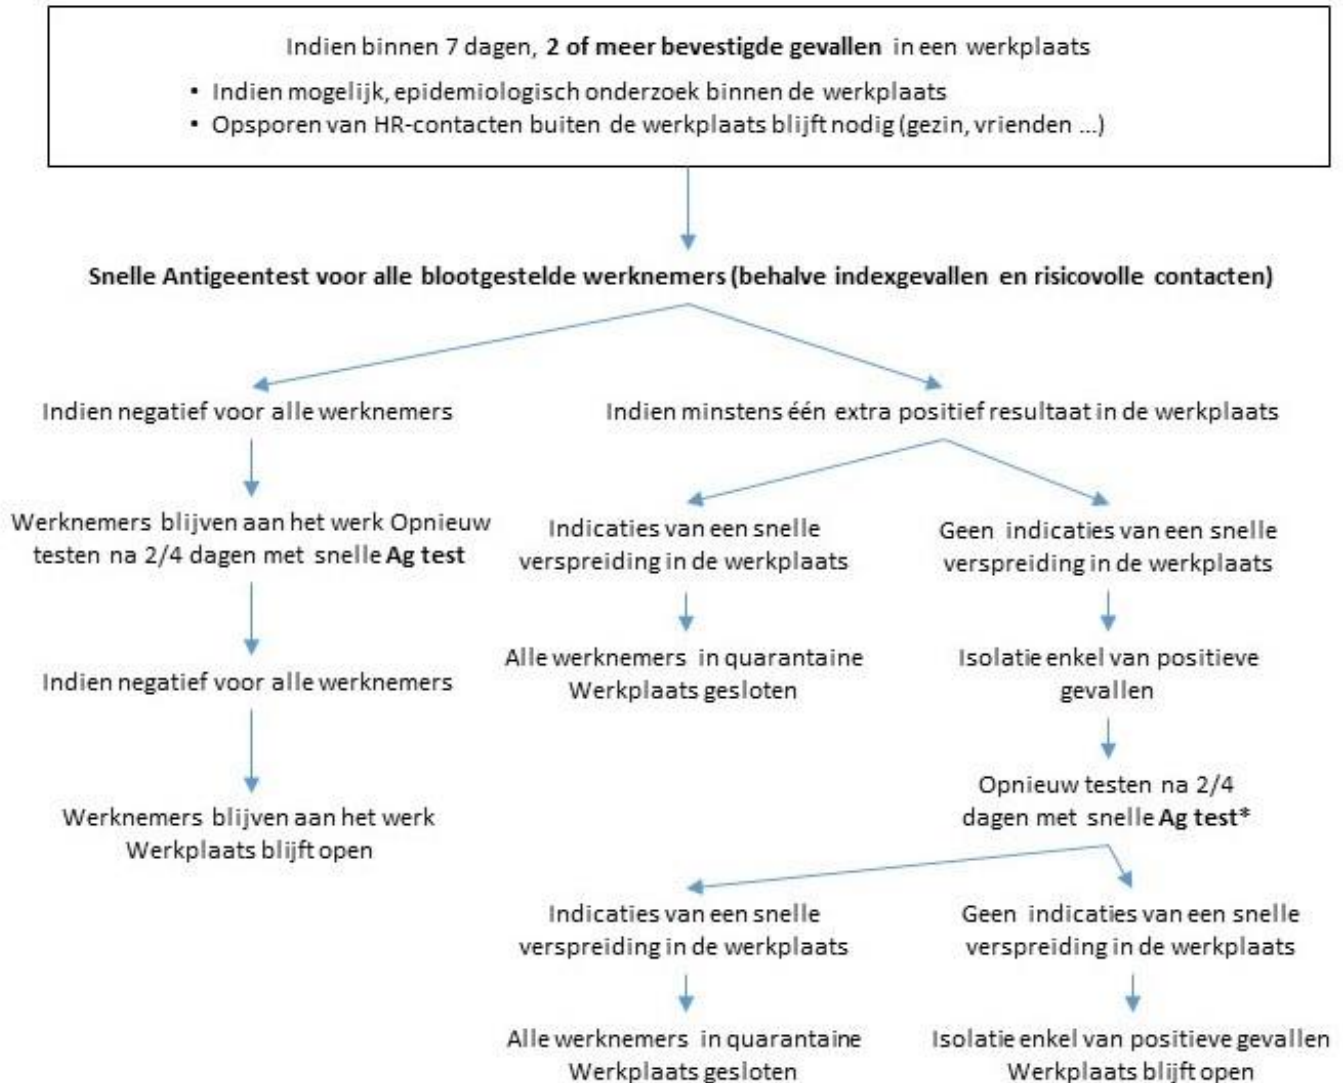 Indien binnen 7 dagen, 2 of meer bevestigde gevallen in een werkplaats
• Indien mogelijk, epidemiologisch onderzoek binnen de werkplaats
• Opsporen van HR-contacten buiten de werkplaats blijft nodig (gezin, vrienden ...)
Snelle Antigeentest voor alle blootgestelde werknemers (behalve indexgevallen en risicovolle contacten)
Indien negatief voor alle werknemers
Werknemers blijven aan het werk Opnieuw
testen na 2/4 dagen met snelle Ag test
Indien negatief voor alle werknemers
Werknemers blijven aan het werk
Werkplaats blijft open
Indien minstens één extra positief resultaat in de werkplaats
Indicaties van een snelle
verspreiding in de werkplaats
Alle werknemers in quarantaine
Werkplaats gesloten
Geen indicaties van een snelle
verspreiding in de werkplaats
Isolatie enkel van positieve
gevallen
Opnieuw testen na 2/4
dagen met snelle Ag test*
Indicaties van een snelle
verspreiding in de werkplaats
Alle werknemers in quarantaine
Werkplaats gesloten
Geen indicaties van een snelle
verspreiding in de werkplaats
Isolatie enkel van positieve gevallen
Werkplaats blijft open